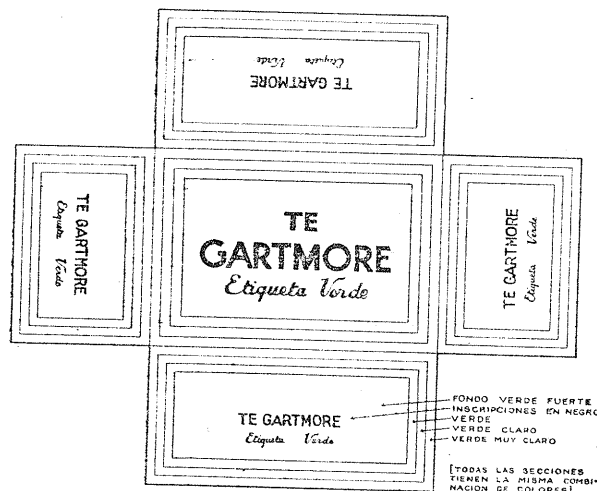 TE GARTMORE
Etiqueta Verde
TE GARTMORE
Etiqueta Verde
TE
GARTMORE
Etiqueta Verde
TE GARTMORE
Etiqueta Verde
TE GARTMORE
Etiqueta Verde
FONDO VERDE FUERTE
INSCRIPCIONES EN NEGRO
VERDE
VERDE CLARO
VERDE MUY CLARO
[TODAS LAS SECCIONES
TIENEN LA MISMA COMBI-
NACION DE COLORES]